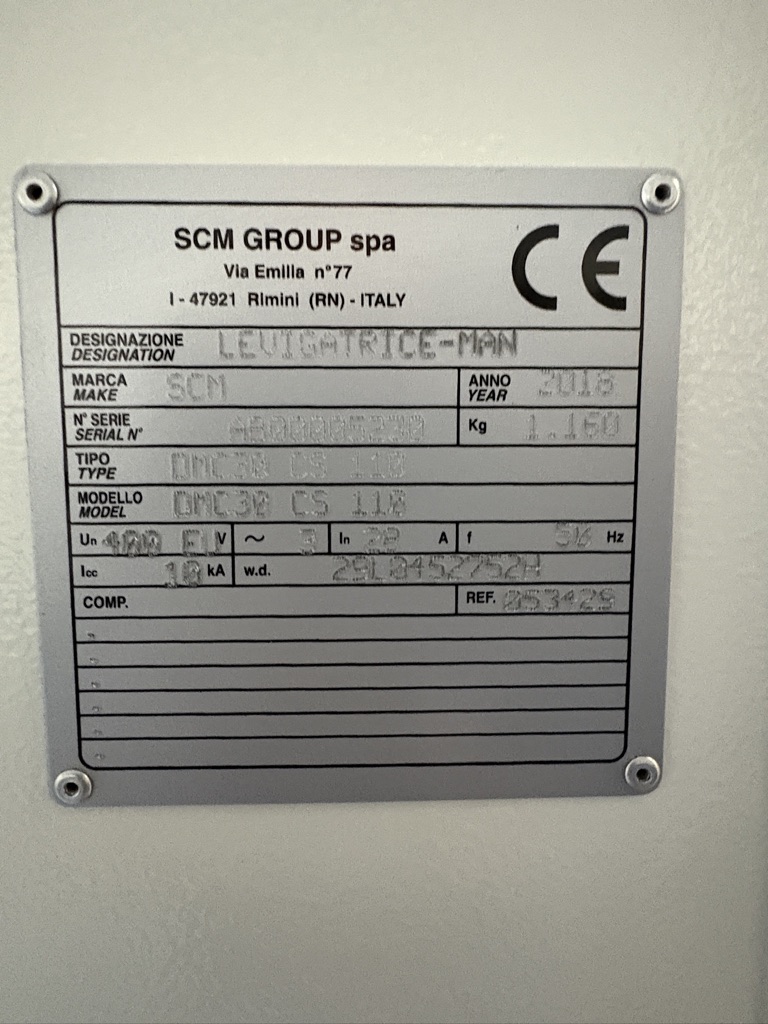 SCM GROUP spa
CE
Via Emilia n°77
I - 47921 Rimini (RN) - ITALY
DESIGNAZIONE LEVIGATRICE-MAN
DESIGNATION
MARCA SCM ANNO
MAKE YEAR
N° SERIE
SERIAL N° Kg 1.160
TIPO DMC30 CS 110
TYPE
MODELLO DMC30 CS 110
MODEL
Un 400 EU V ~ 3 In A f 50 Hz
Icc 10 kA w.d. 29L0452752H
COMP. REF. 053429